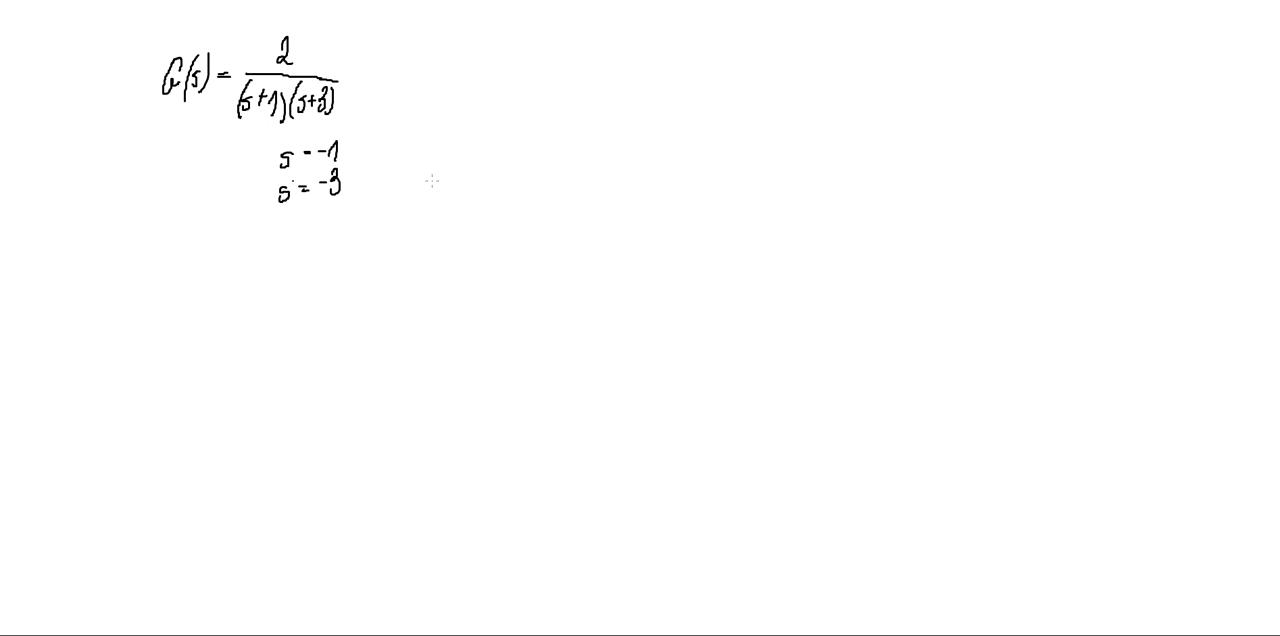 G(s) = 2 / (s+1)(s+3)
s = -1
s = -3